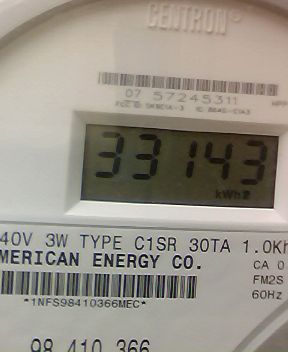 CENTRON®
07 57245311
33143
kWh
40V 3W TYPE C1SR 30TA 1.0Kh
MERICAN ENERGY CO.
CA 0
FM2S
60Hz
*1NFS98410366MEC*
98 410 366